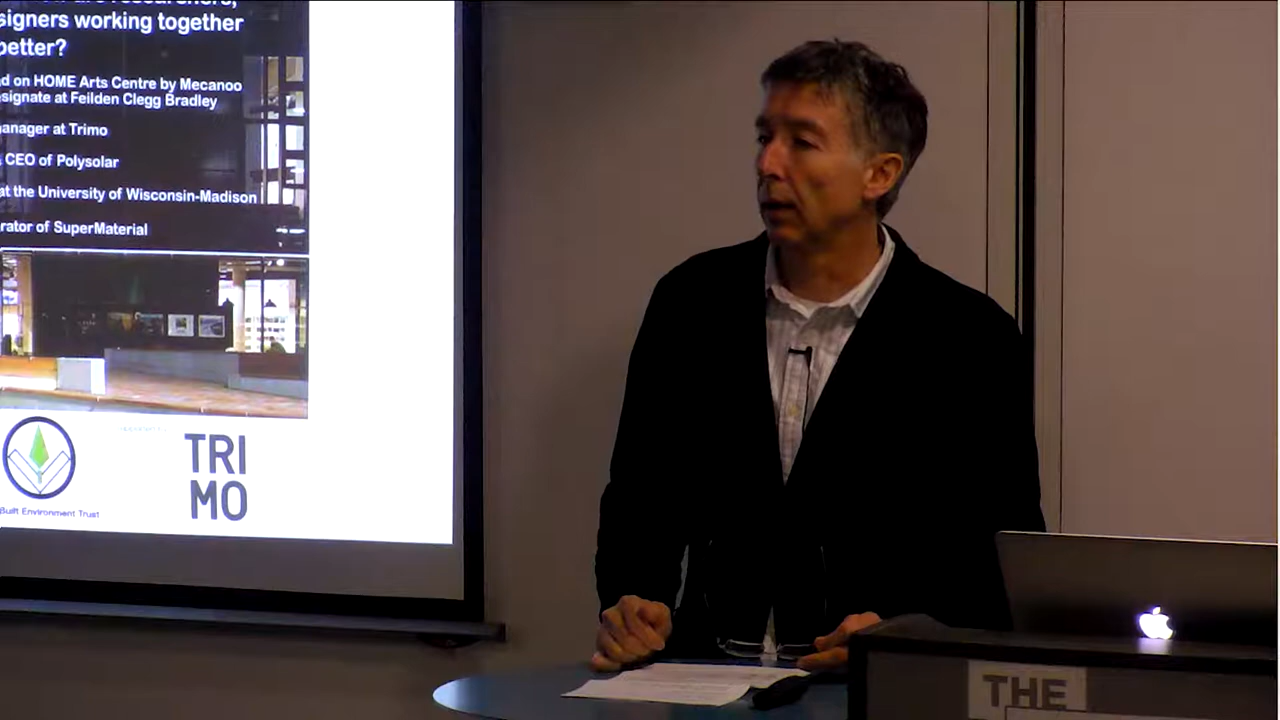 signers working together
better?
d on HOME Arts Centre by Mecanoo
signate at Feilden Clegg Bradley
anager at Trimo
CEO of Polysolar
at the University of Wisconsin-Madison
rator of SuperMaterial
Built Environment Trust
TRI
MO
THE